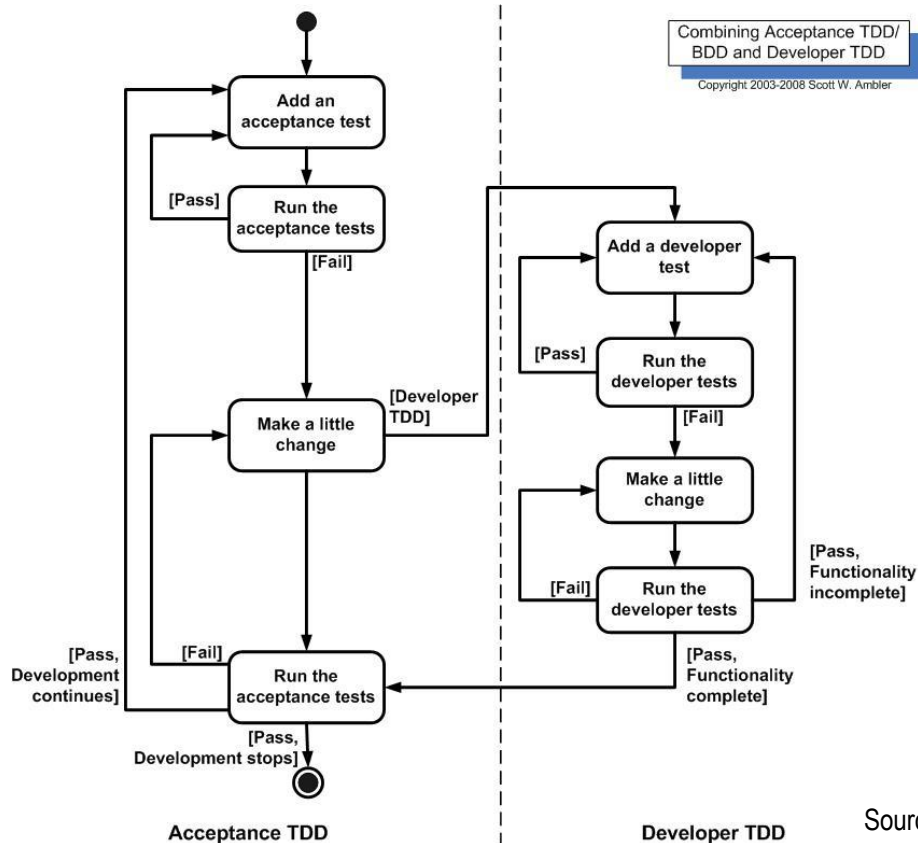 Combining Acceptance TDD/
BDD and Developer TDD
Copyright 2003-2008 Scott W. Ambler
Add an
acceptance test
[Pass]
Run the
acceptance tests
[Fail]
Make a little
change
[Developer
TDD]
Add a developer
test
[Pass]
Run the
developer tests
[Fail]
Make a little
change
[Fail]
Run the
developer tests
[Pass,
Functionality
incomplete]
[Pass,
Functionality
complete]
[Pass,
Development
continues]
[Fail]
Run the
acceptance tests
[Pass,
Development stops]
Acceptance TDD
Developer TDD